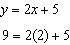 y = 2x + 5
9 = 2(2) + 5